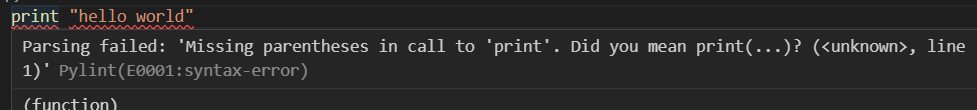 print "hello world"
Parsing failed: 'Missing parentheses in call to 'print'. Did you mean print(...)? (<unknown>, line
1)' Pylint(E0001:syntax-error)
(function)